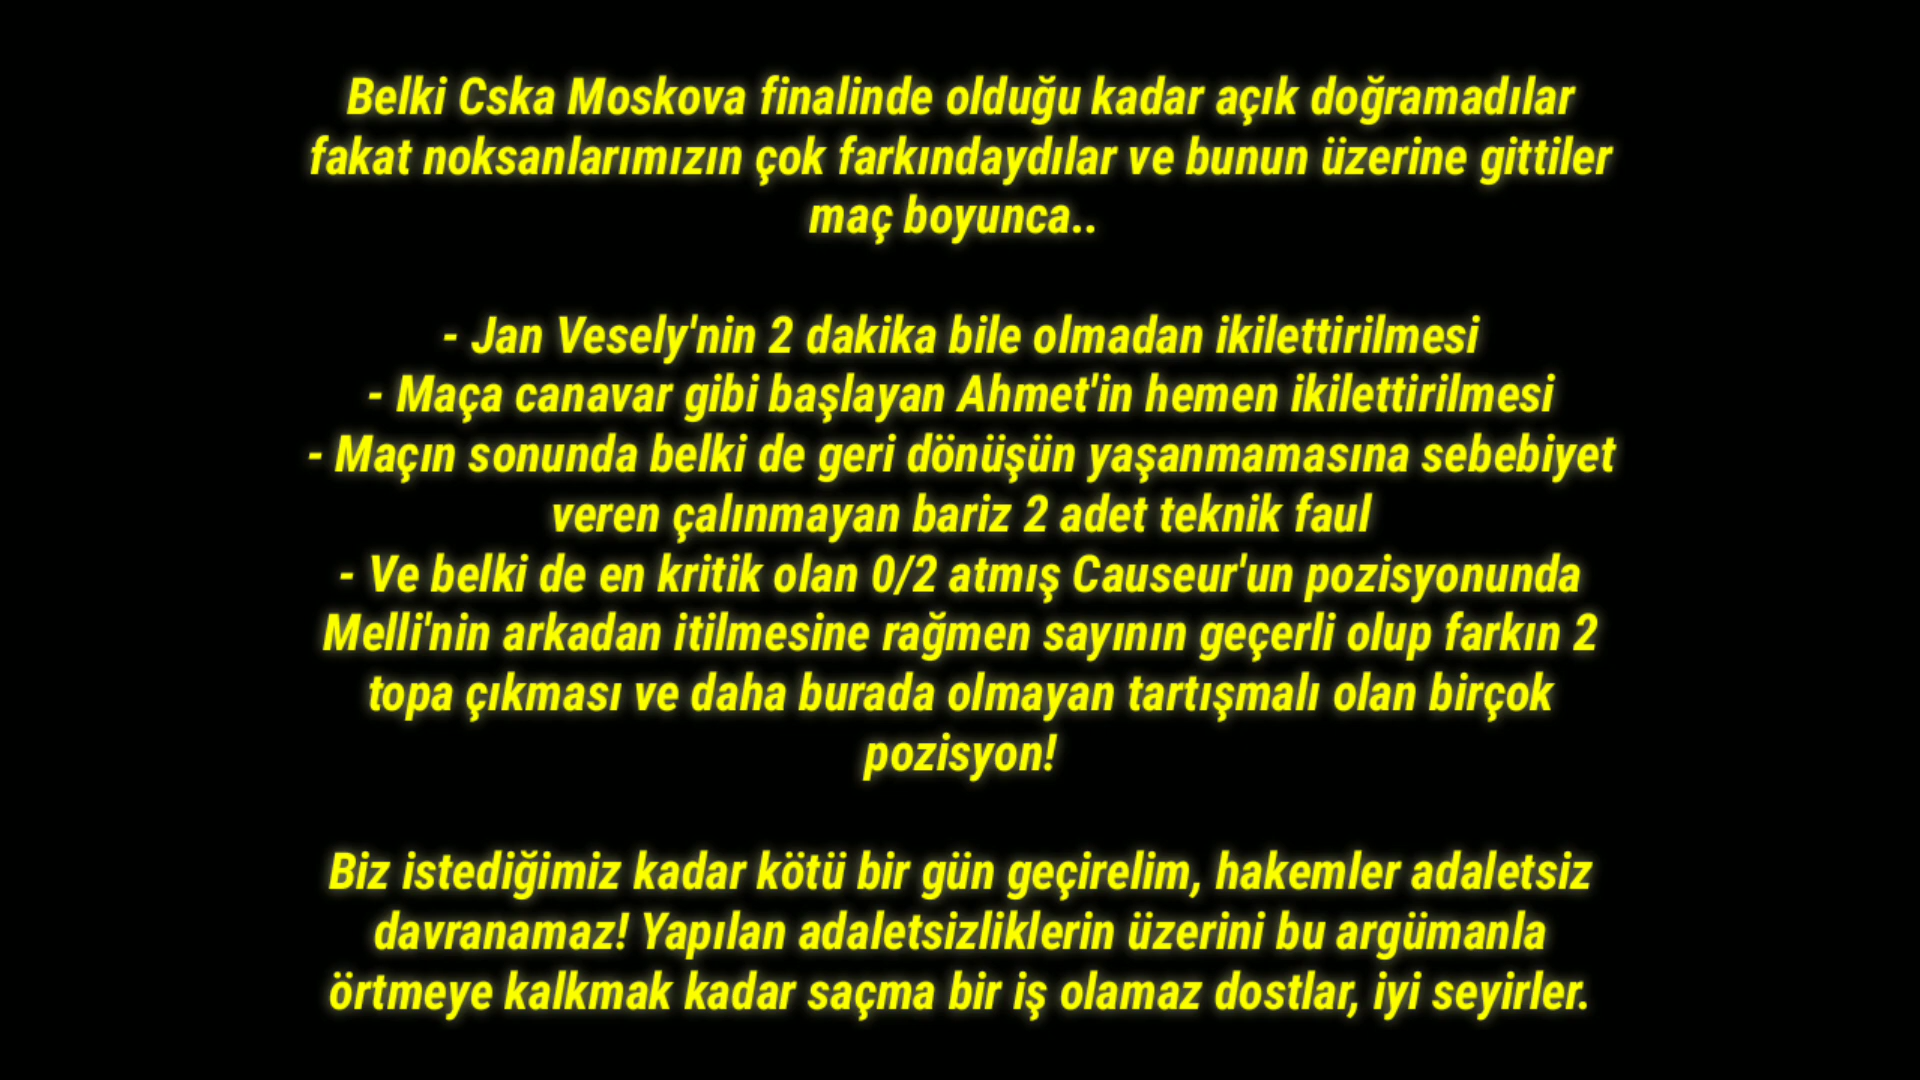 Belki Cska Moskova finalinde olduğu kadar açık doğramadılar
fakat noksanlarımızın çok farkındaydılar ve bunun üzerine gittiler
maç boyunca..
- Jan Vesely'nin 2 dakika bile olmadan ikilettirilmesi
- Maça canavar gibi başlayan Ahmet'in hemen ikilettirilmesi
- Maçın sonunda belki de geri dönüşün yaşanmamasına sebebiyet
veren çalınmayan bariz 2 adet teknik faul
- Ve belki de en kritik olan 0/2 atmış Causeur'un pozisyonunda
Melli'nin arkadan itilmesine rağmen sayının geçerli olup farkın 2
topa çıkması ve daha burada olmayan tartışmalı olan birçok
pozisyon!
Biz istediğimiz kadar kötü bir gün geçirelim, hakemler adaletsiz
davranamaz! Yapılan adaletsizliklerin üzerini bu argümanla
örtmeye kalkmak kadar saçma bir iş olamaz dostlar, iyi seyirler.